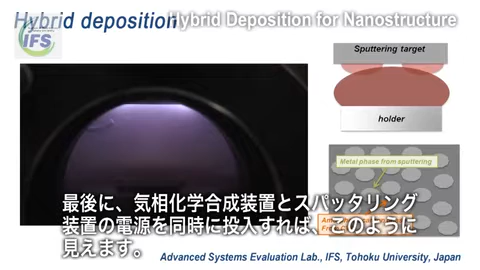 Hybrid deposition
Hybrid Deposition for Nanostructure
IFS
Sputtering target
holder
Metal phase from sputtering
最後に、気相化学合成装置とスパッタリング
装置の電源を同時に投入すれば、このように
見えます。
Advanced Systems Evaluation Lab., IFS, Tohoku University, Japan